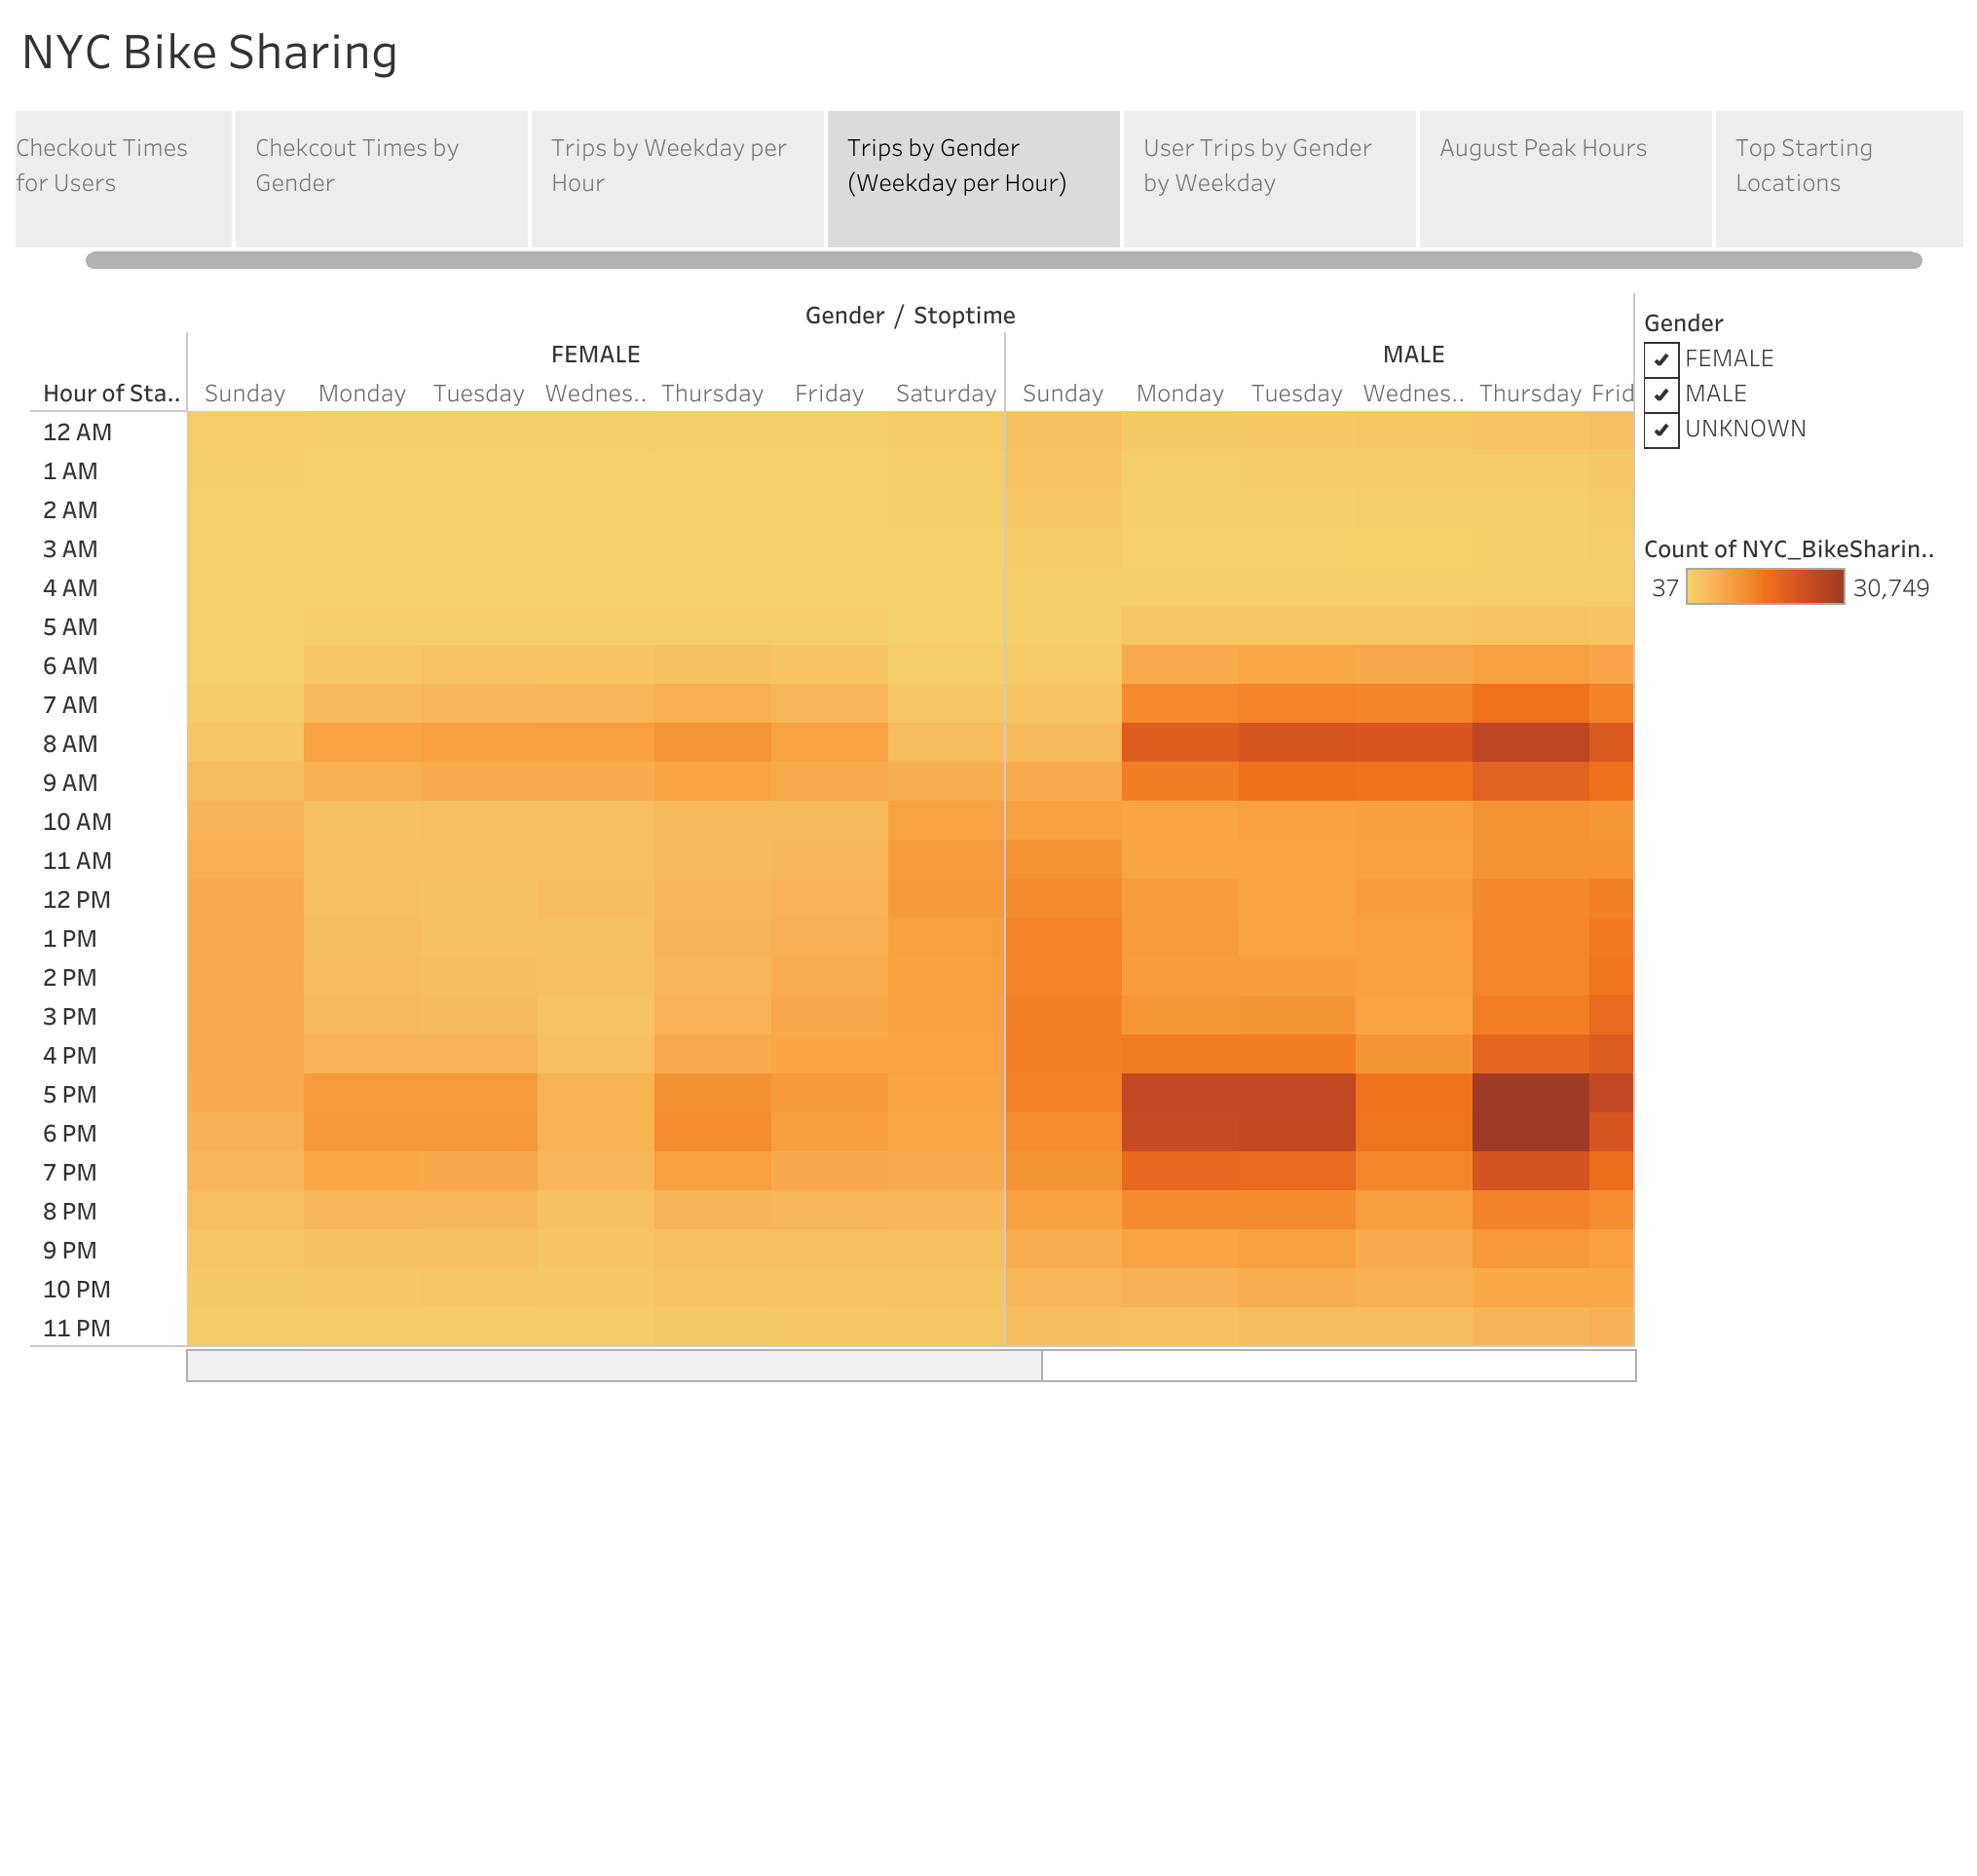 NYC Bike Sharing
Checkout Times
for Users
Chekcout Times by
Gender
Trips by Weekday per
Hour
Trips by Gender
(Weekday per Hour)
User Trips by Gender
by Weekday
August Peak Hours
Top Starting
Locations
Gender / Stoptime
FEMALE MALE
Hour of Sta.. Sunday Monday Tuesday Wednes.. Thursday Friday Saturday Sunday Monday Tuesday Wednes.. Thursday Frid
12 AM
1 AM
2 AM
3 AM
4 AM
5 AM
6 AM
7 AM
8 AM
9 AM
10 AM
11 AM
12 PM
1 PM
2 PM
3 PM
4 PM
5 PM
6 PM
7 PM
8 PM
9 PM
10 PM
11 PM
Gender
FEMALE
MALE
UNKNOWN
Count of NYC_BikeSharin..
37 30,749